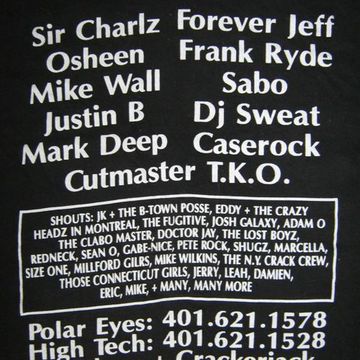 Sir Charlz Forever Jeff
Osheen Frank Ryde
Mike Wall Sabo
Justin B Dj Sweat
Mark Deep Caserock
Cutmaster T.K.O.
SHOUTS: JK + THE B-TOWN POSSE, EDDY + THE CRAZY
HEADZ IN MONTREAL, THE FUGITIVE, JOSH GALAXY, ADAM O
THE CLABO MASTER, DOCTOR JAY, THE LOST BOYZ,
REDNECK, SEAN O, GABE-NICE, PETE ROCK, SHUGZ, MARCELLA,
SIZE ONE, MILLFORD GILRS, MIKE WILKINS, THE N.Y. CRACK CREW,
THOSE CONNECTICUT GIRLS, JERRY, LEAH, DAMIEN,
ERIC, MIKE, + MANY, MANY MORE
Polar Eyes: 401.621.1578
High Tech: 401.621.1528
+ Crackerjack